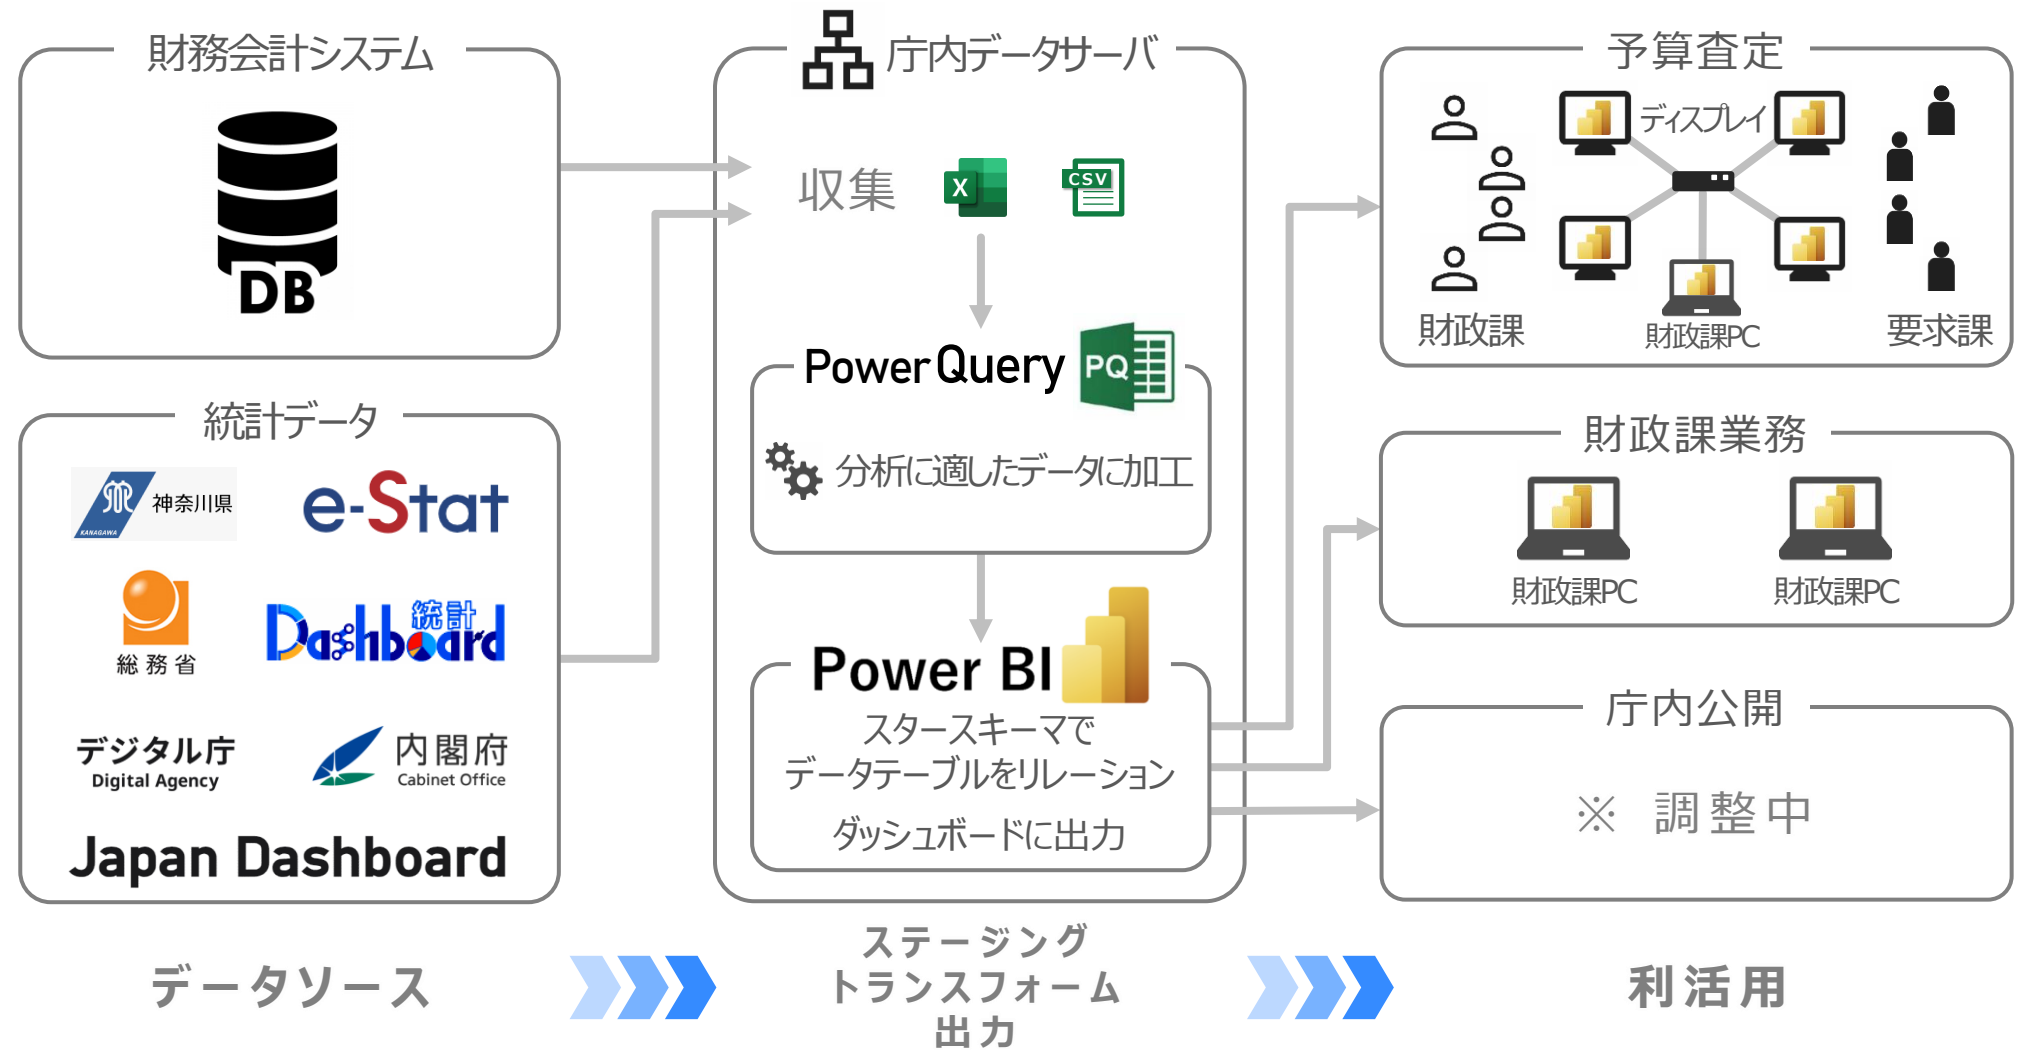 財務会計システム
DB
統計データ
KANAGAWA
神奈川県
e-Stat
総務省
統計
Dashboard
デジタル庁
Digital Agency
内閣府
Cabinet Office
Japan Dashboard
データソース
庁内データサーバ
収集
X
CSV
Power Query
PQ
分析に適したデータに加工
Power BI
スタースキーマで
データテーブルをリレーション
ダッシュボードに出力
ステージング
トランスフォーム
出力
予算査定
ディスプレイ
財政課
財政課PC
要求課
財政課業務
財政課PC
財政課PC
庁内公開
※ 調整中
利活用